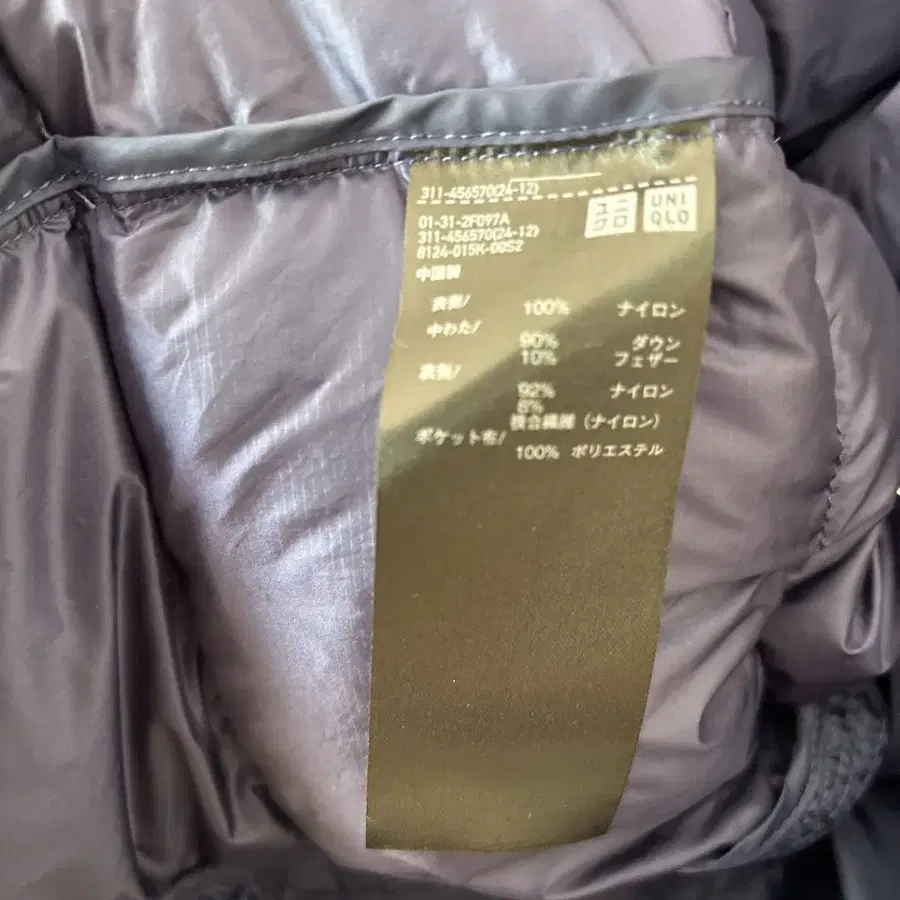 311-456570(24-12)
ユニクロ
UNIQLO
01-31-2F097A
311-456570(24-12)
8124-015K-00S2
中国製
表側/
100% ナイロン
中わた/
90% ダウン
10% フェザー
裏側/
92% ナイロン
8%
複合繊維(ナイロン)
ポケット布/
100% ポリエステル